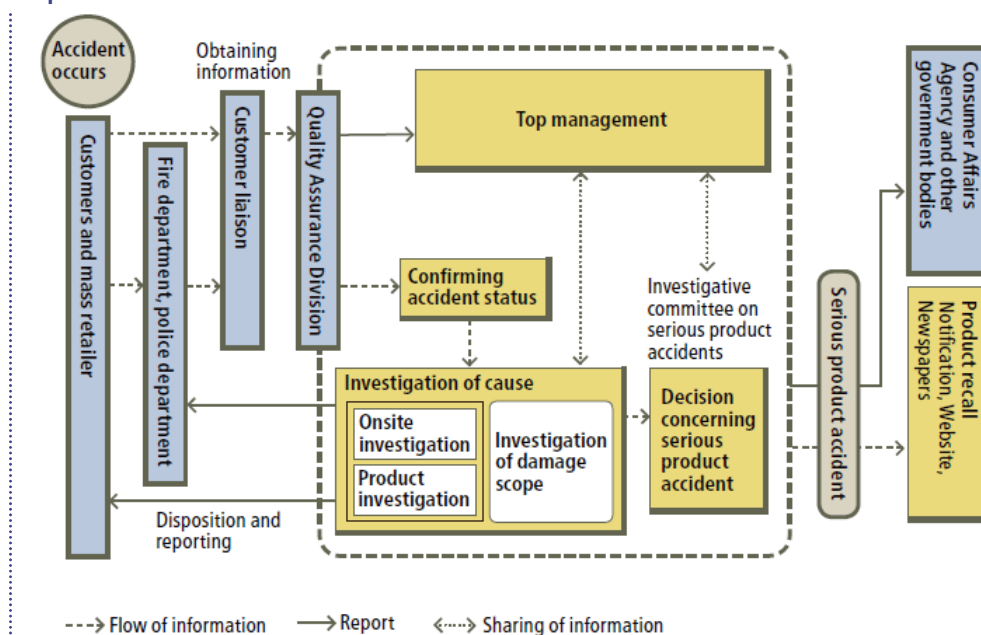 Accident
occurs
Obtaining
information
Customers and mass retailer
Fire department, police department
Customer liaison
Quality Assurance Division
Top management
Confirming
accident status
Investigative
committee on
serious product
accidents
Investigation of cause
Onsite
investigation
Product
investigation
Investigation
of damage
scope
Decision
concerning
serious
product
accident
Disposition and
reporting
Serious product accident
Consumer Affairs
Agency and other
government bodies
Product recall
Notification, Website,
Newspapers
Flow of information
Report
Sharing of information